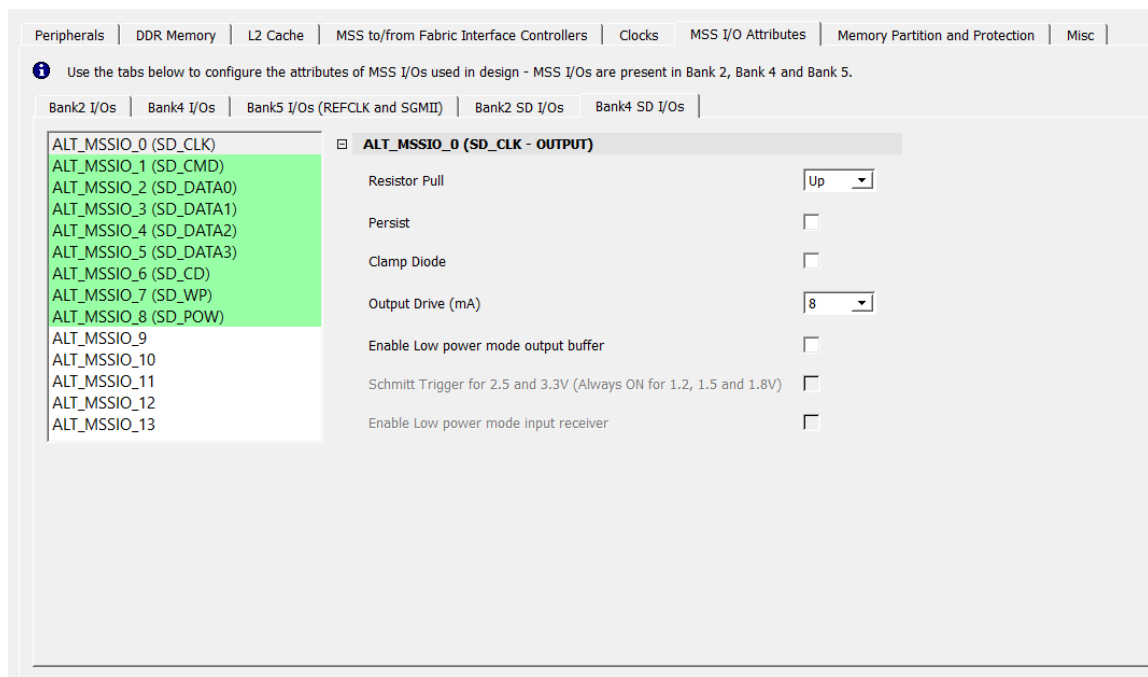 Peripherals DDR Memory L2 Cache MSS to/from Fabric Interface Controllers Clocks MSS I/O Attributes Memory Partition and Protection Misc
Use the tabs below to configure the attributes of MSS I/Os used in design - MSS I/Os are present in Bank 2, Bank 4 and Bank 5.
Bank2 I/Os Bank4 I/Os Bank5 I/Os (REFCLK and SGMII) Bank2 SD I/Os Bank4 SD I/Os
ALT_MSSIO_0 (SD_CLK)
ALT_MSSIO_1 (SD_CMD)
ALT_MSSIO_2 (SD_DATA0)
ALT_MSSIO_3 (SD_DATA1)
ALT_MSSIO_4 (SD_DATA2)
ALT_MSSIO_5 (SD_DATA3)
ALT_MSSIO_6 (SD_CD)
ALT_MSSIO_7 (SD_WP)
ALT_MSSIO_8 (SD_POW)
ALT_MSSIO_9
ALT_MSSIO_10
ALT_MSSIO_11
ALT_MSSIO_12
ALT_MSSIO_13
ALT_MSSIO_0 (SD_CLK - OUTPUT)
Resistor Pull Up
Persist
Clamp Diode
Output Drive (mA) 8
Enable Low power mode output buffer
Schmitt Trigger for 2.5 and 3.3V (Always ON for 1.2, 1.5 and 1.8V)
Enable Low power mode input receiver